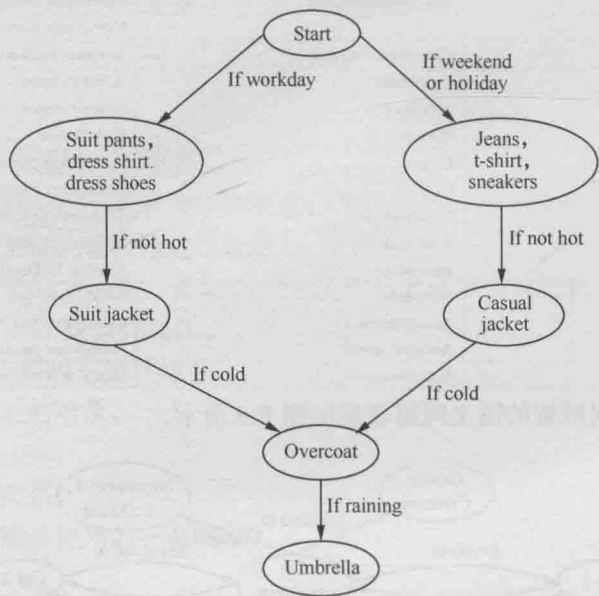 Start
If workday
If weekend
or holiday
Suit pants,
dress shirt.
dress shoes
Jeans,
t-shirt,
sneakers
If not hot
If not hot
Suit jacket
Casual
jacket
If cold
If cold
Overcoat
If raining
Umbrella